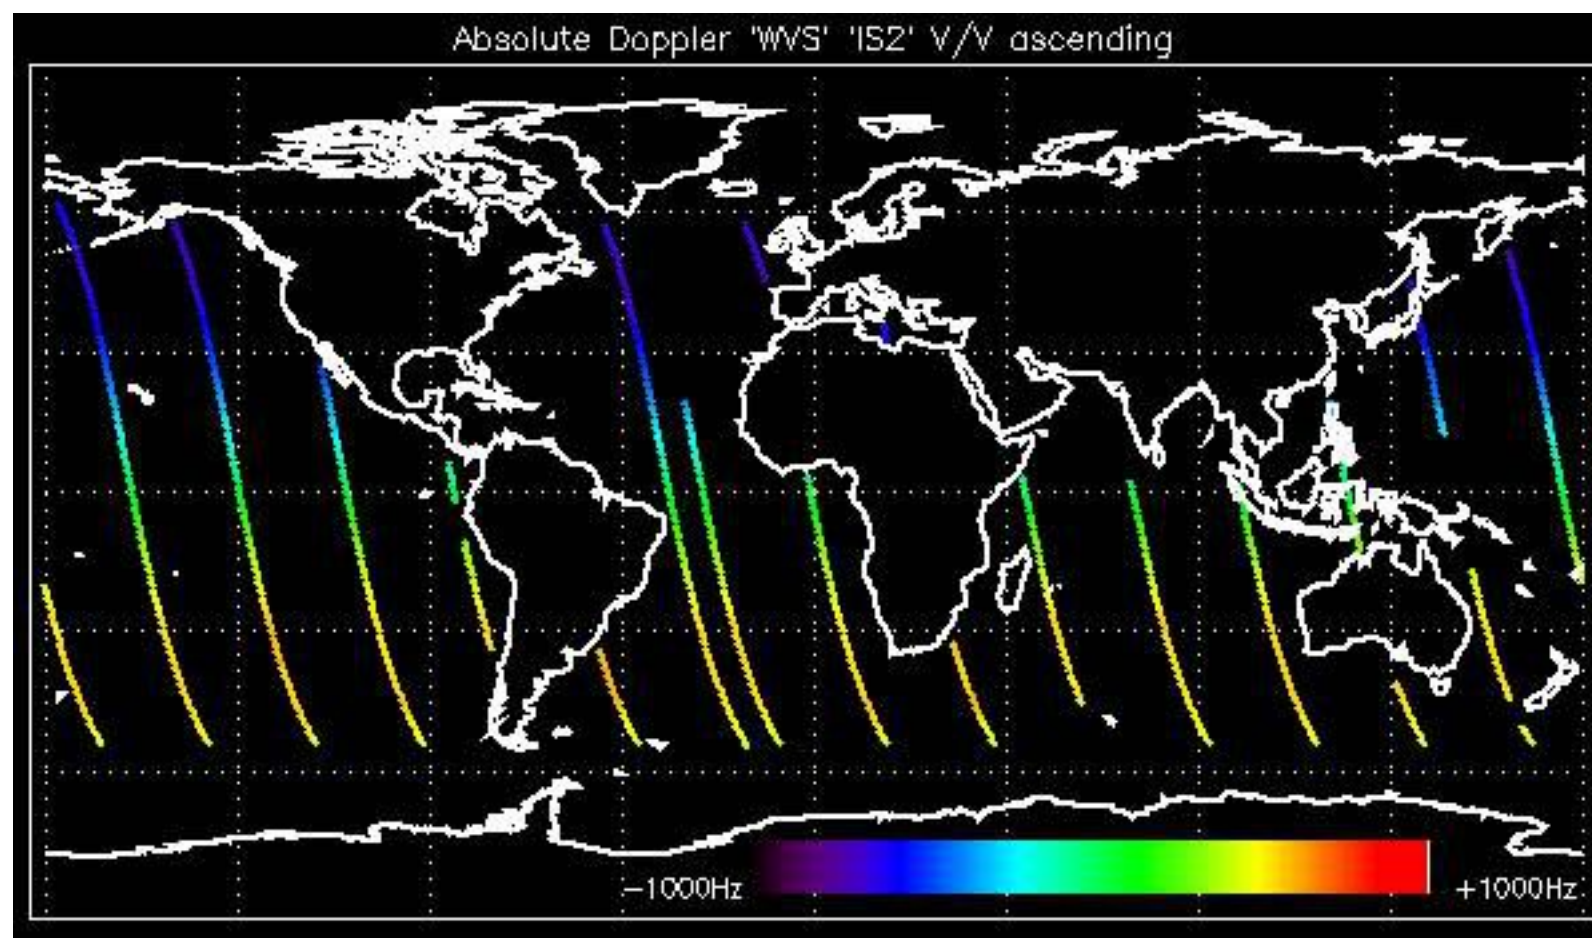 Absolute Doppler 'WVS' 'IS2' V/V ascending
-1000Hz +1000Hz